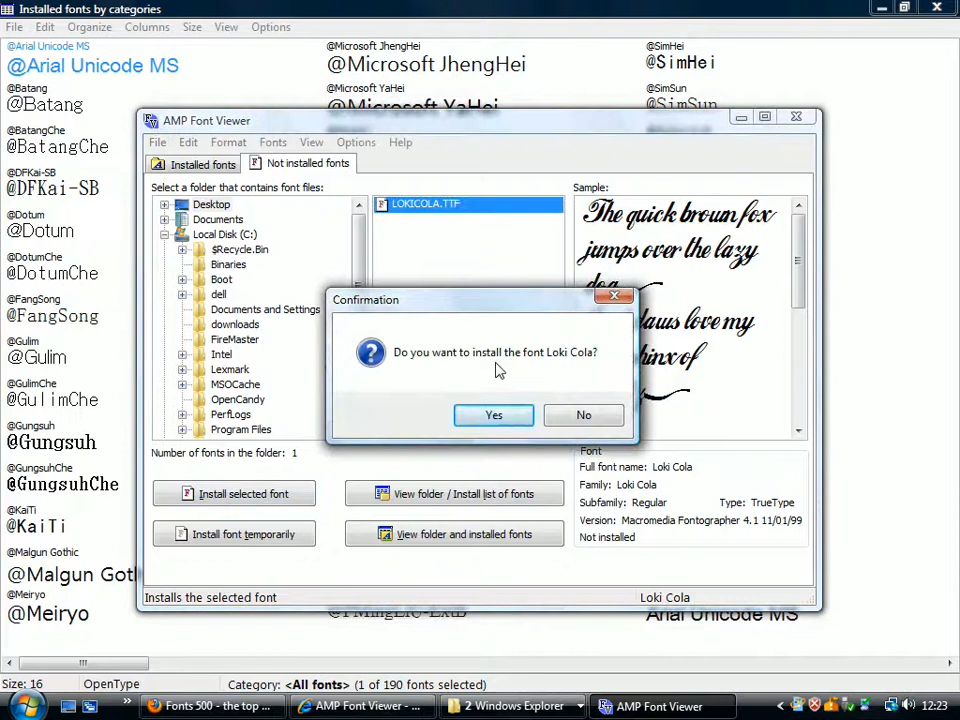 Installed fonts by categories
File Edit Organize Columns Size View Options
@Arial Unicode MS
@Arial Unicode MS
@Batang
@Batang
@BatangChe
@BatangChe
@DFKai-SB
@DFKai-SB
@Dotum
@Dotum
@DotumChe
@DotumChe
@FangSong
@FangSong
@Gulim
@Gulim
@GulimChe
@GulimChe
@Gungsuh
@Gungsuh
@GungsuhChe
@GungsuhChe
@KaiTi
@KaiTi
@Malgun Gothic
@Malgun Goth
@Meiryo
@Meiryo
@Microsoft JhengHei
@Microsoft JhengHei
@Microsoft YaHei
@Microsoft YaHei
@SimHei
@SimHei
@SimSun
@SimSun
AMP Font Viewer
File Edit Format Fonts View Options Help
Installed fonts
Not installed fonts
Select a folder that contains font files:
Desktop
Documents
Local Disk (C:)
$Recycle.Bin
Binaries
Boot
dell
Documents and Settings
downloads
FireMaster
Intel
Lexmark
MSOCache
OpenCandy
PerfLogs
Program Files
LOKICOLA.TTF
Sample:
The quick brown fox
jumps over the lazy
dog.
love my
of
Confirmation
Do you want to install the font Loki Cola?
Yes
No
Number of fonts in the folder: 1
Install selected font
View folder / Install list of fonts
Install font temporarily
View folder and installed fonts
Font
Full font name: Loki Cola
Family: Loki Cola
Subfamily: Regular Type: TrueType
Version: Macromedia Fontographer 4.1 11/01/99
Not installed
Installs the selected font
Loki Cola
Arial Unicode MS
Size: 16 OpenType Category: <All fonts> (1 of 190 fonts selected)
» Fonts 500 - the top ... AMP Font Viewer - ... 2 Windows Explorer AMP Font Viewer 12:23